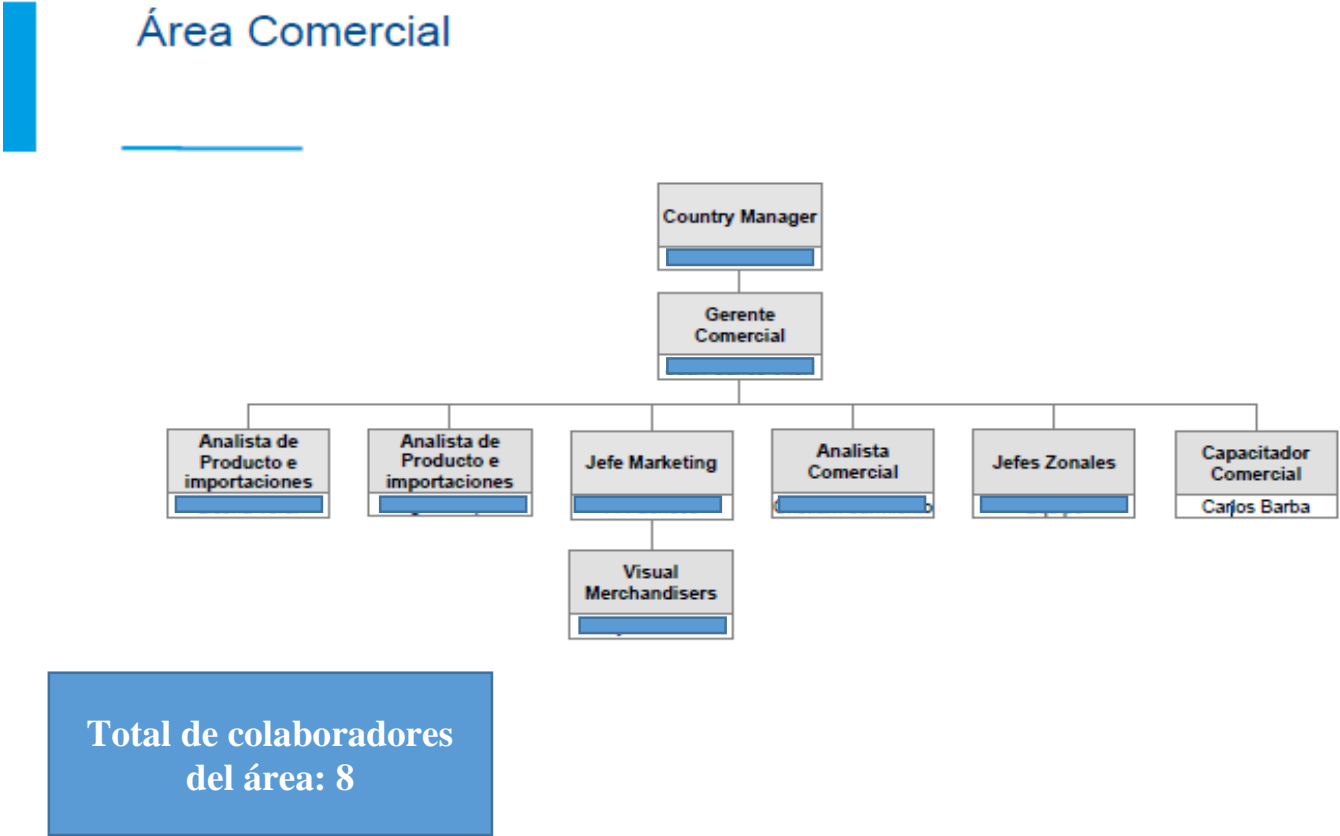 Área Comercial
Country Manager
Gerente
Comercial
Analista de
Producto e
importaciones
Analista de
Producto e
importaciones
Jefe Marketing
Analista
Comercial
Jefes Zonales
Capacitador
Comercial
Carlos Barba
Visual
Merchandisers
Total de colaboradores
del área: 8